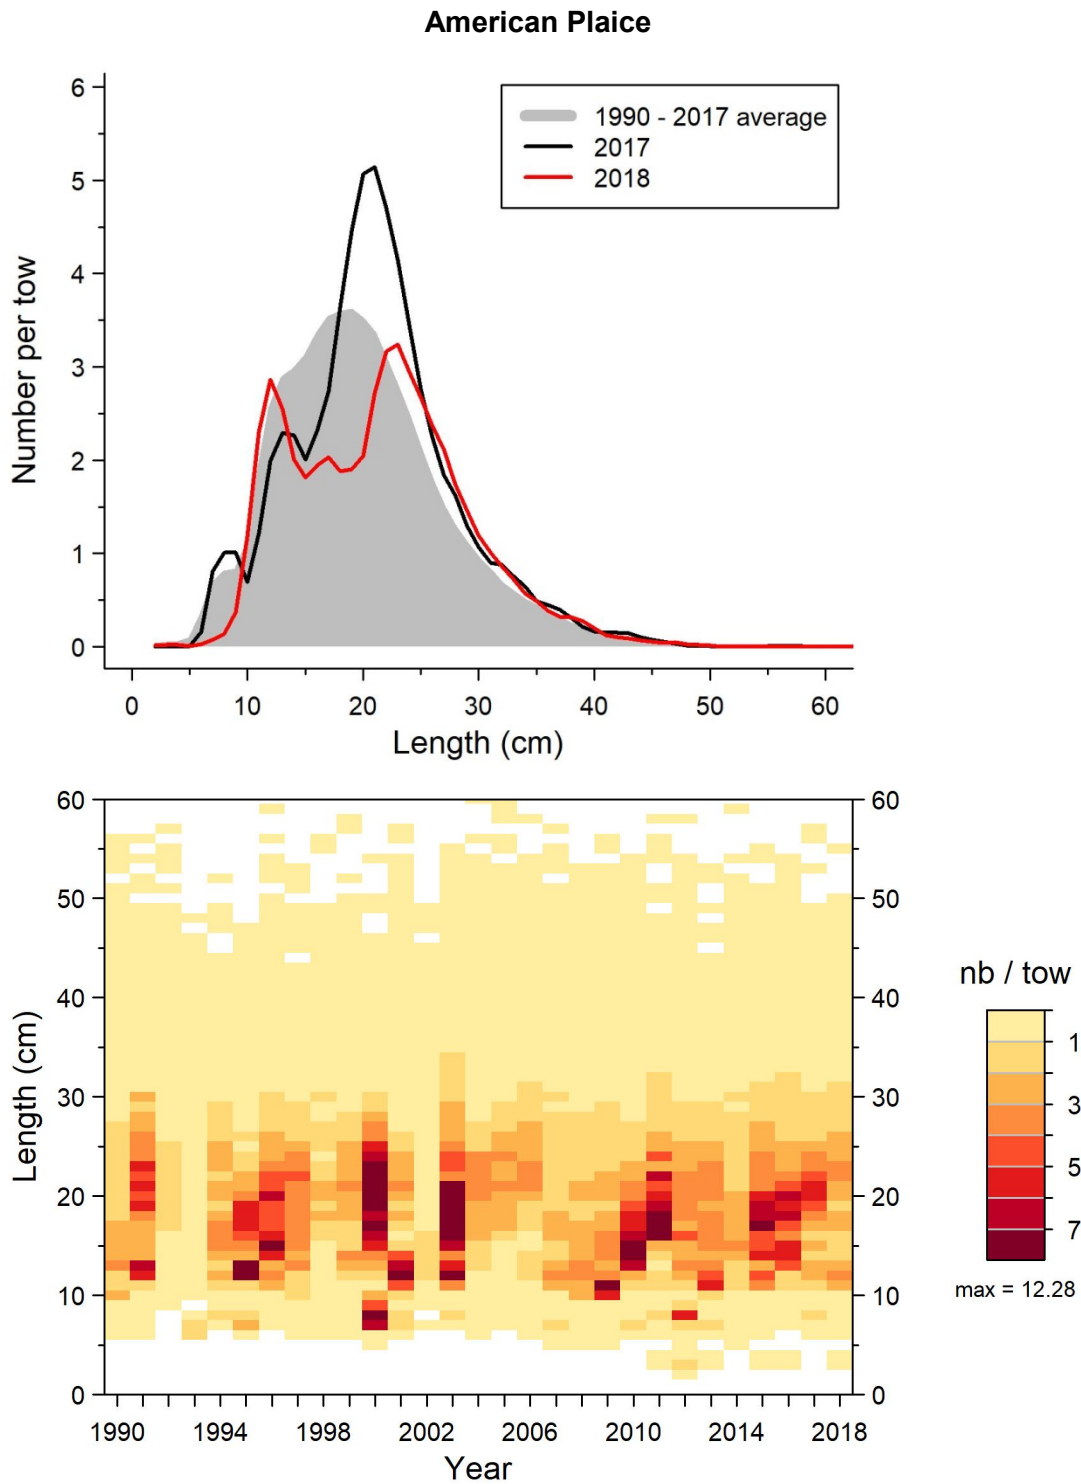 American Plaice
6
5
4
3
2
1
0
Number per tow
1990 - 2017 average
2017
2018
0 10 20 30 40 50 60
Length (cm)
60 60
50 50
40 40
30 30
20 20
10 10
0 0
Length (cm)
1990 1994 1998 2002 2006 2010 2014 2018
Year
nb / tow
1
3
5
7
max = 12.28